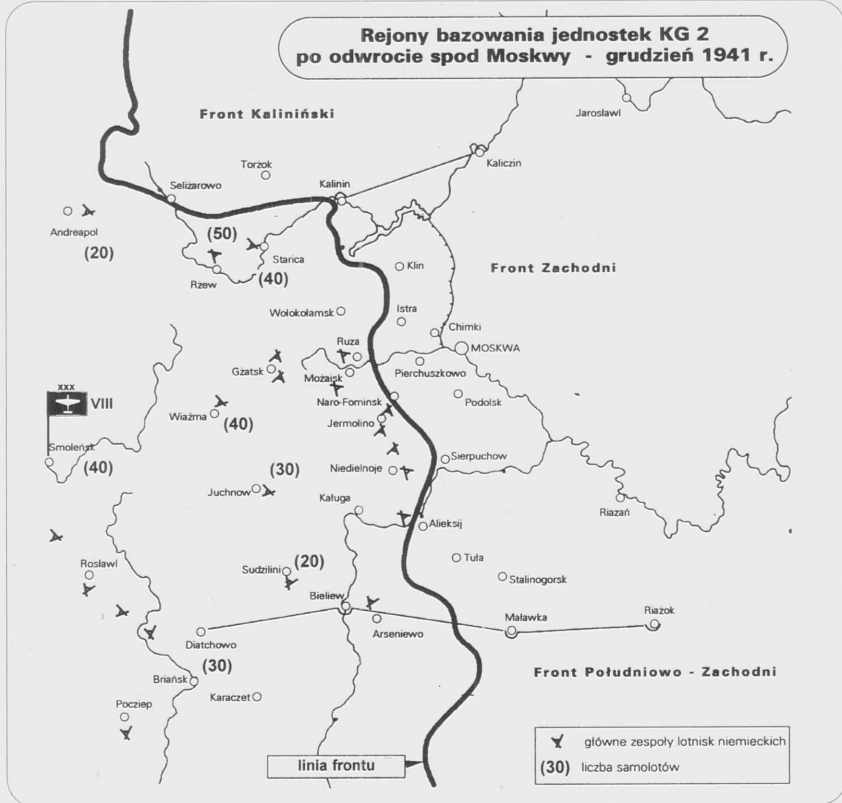 Rejony bazowania jednostek KG 2
po odwrocie spod Moskwy - grudzień 1941 r.
Front Kaliniński
Jarosławl
Torżok
Kaliczin
Seliżarowo
Kalinin
Andreapol
(20)
(50)
Starica
(40)
Rżew
Klin
Front Zachodni
Wołokołamsk
Istra
Chimki
Ruza
MOSKWA
Gżatsk
Możajsk
Pierchuszkowo
xxx
VIII
Wiaźma
(40)
Naro-Fominsk
Podolsk
Jermolino
Smoleńsk
(40)
(30)
Niedielnoje
Sierpuchow
Juchnow
Kaługa
Alieksij
Riazań
Rosławl
Sudzilini
(20)
Tuła
Stalinogorsk
Bieliew
Arseniewo
Maławka
Riażok
Diatchowo
(30)
Briańsk
Karaczet
Front Południowo - Zachodni
Pocziep
linia frontu
główne zespoły lotnisk niemieckich
(30) liczba samolotów